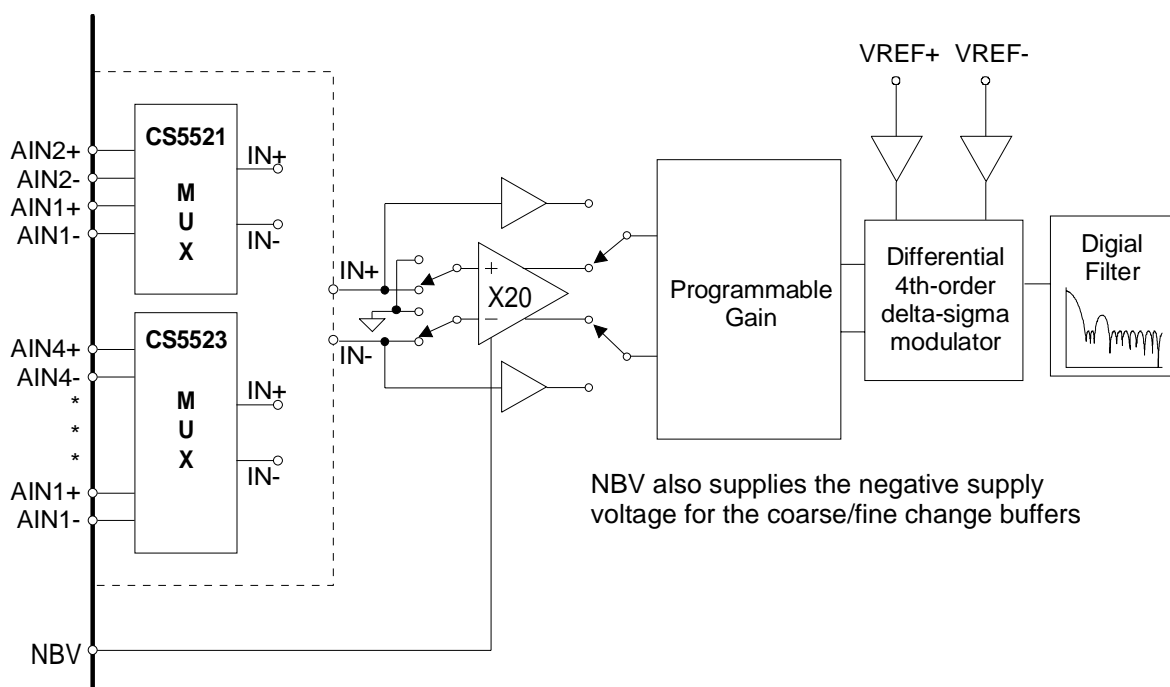 VREF+ VREF-
CS5521
MUX
AIN2+
AIN2-
AIN1+
AIN1-
IN+
IN-
CS5523
MUX
AIN4+
AIN4-
*
*
*
AIN1+
AIN1-
IN+
IN-
IN+
IN-
+
X20
−
Programmable
Gain
Differential
4th-order
delta-sigma
modulator
Digial
Filter
NBV also supplies the negative supply
voltage for the coarse/fine change buffers
NBV